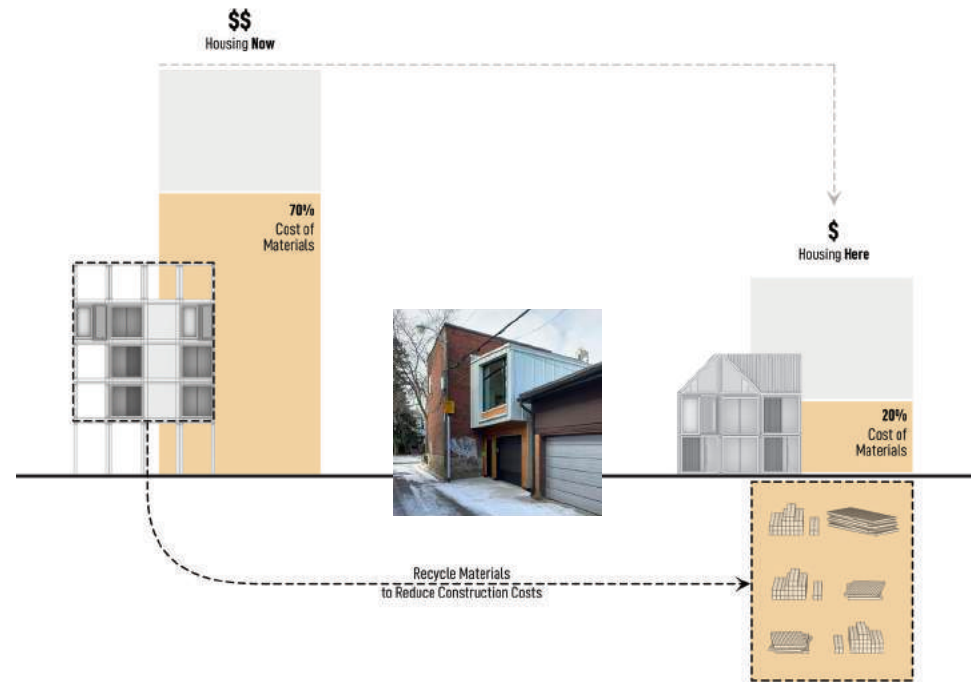 $$
Housing Now
70%
Cost of
Materials
$
Housing Here
20%
Cost of
Materials
Recycle Materials
to Reduce Construction Costs